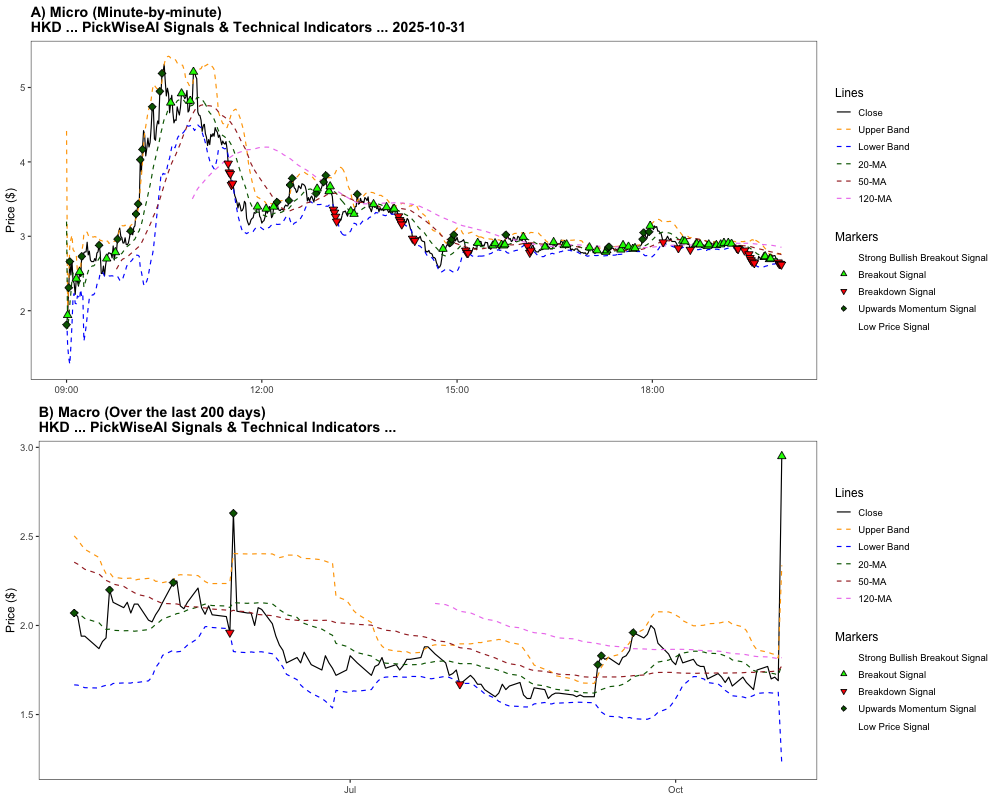 A) Micro (Minute-by-minute)
HKD ... PickWiseAI Signals & Technical Indicators ... 2025-10-31
Price ($)
5
4
3
2
09:00
12:00
15:00
18:00
Lines
Close
Upper Band
Lower Band
20-MA
50-MA
120-MA
Markers
Strong Bullish Breakout Signal
Breakout Signal
Breakdown Signal
Upwards Momentum Signal
Low Price Signal
B) Macro (Over the last 200 days)
HKD ... PickWiseAI Signals & Technical Indicators ...
Price ($)
3.0
2.5
2.0
1.5
Jul
Oct
Lines
Close
Upper Band
Lower Band
20-MA
50-MA
120-MA
Markers
Strong Bullish Breakout Signal
Breakout Signal
Breakdown Signal
Upwards Momentum Signal
Low Price Signal